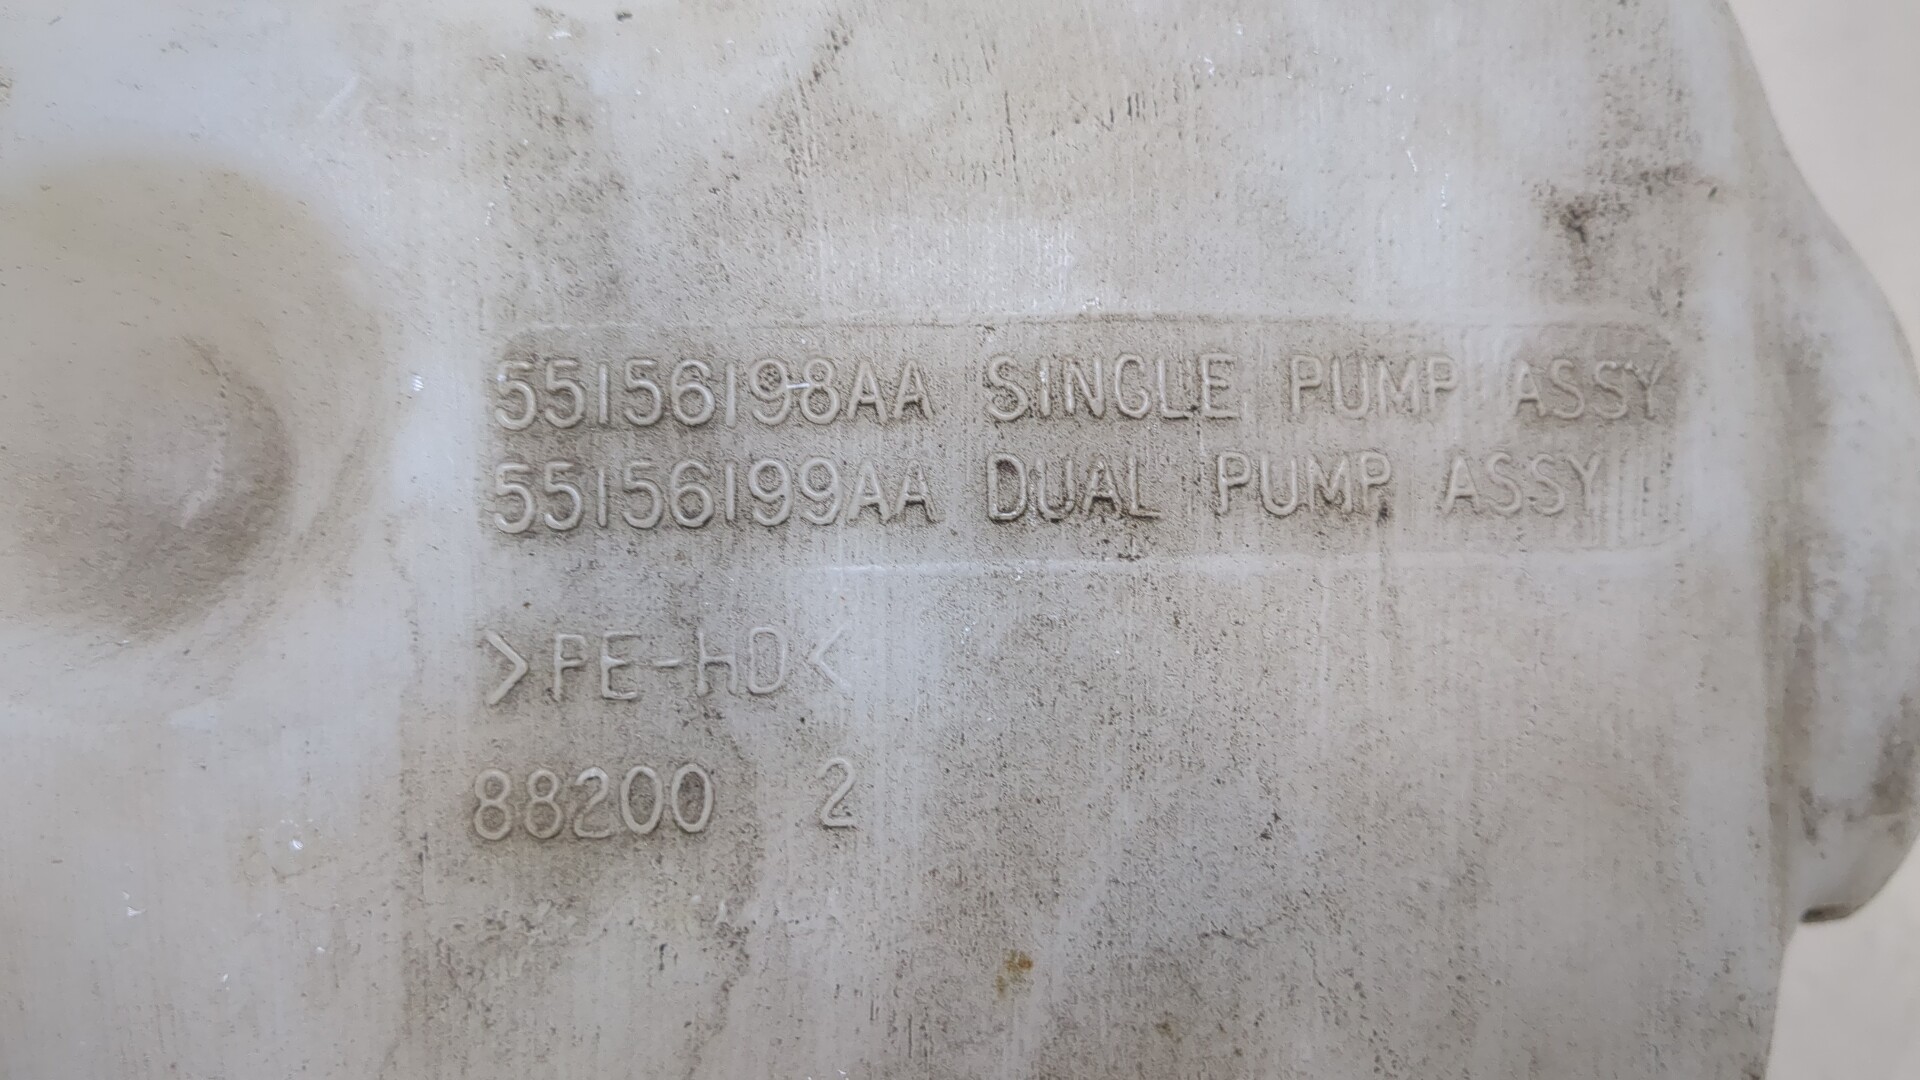 55156198AA SINGLE PUMP ASSY
55156199AA DUAL PUMP ASSY
>PE-HD<
88200 2